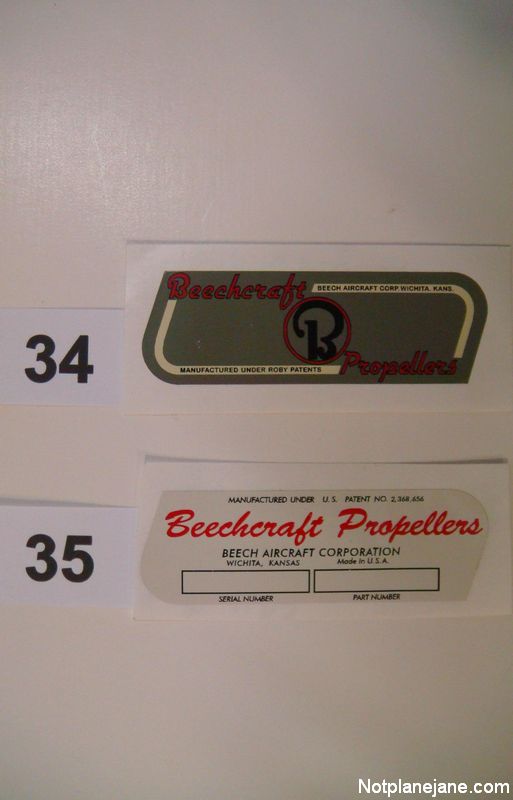 34
Beechcraft
BEECH AIRCRAFT CORP. WICHITA, KANS.
B
MANUFACTURED UNDER ROBY PATENTS
Propellers
35
MANUFACTURED UNDER U.S. PATENT NO. 2,368,656
Beechcraft Propellers
BEECH AIRCRAFT CORPORATION
WICHITA, KANSAS Made in U.S.A.
SERIAL NUMBER PART NUMBER
Notplanejane.com